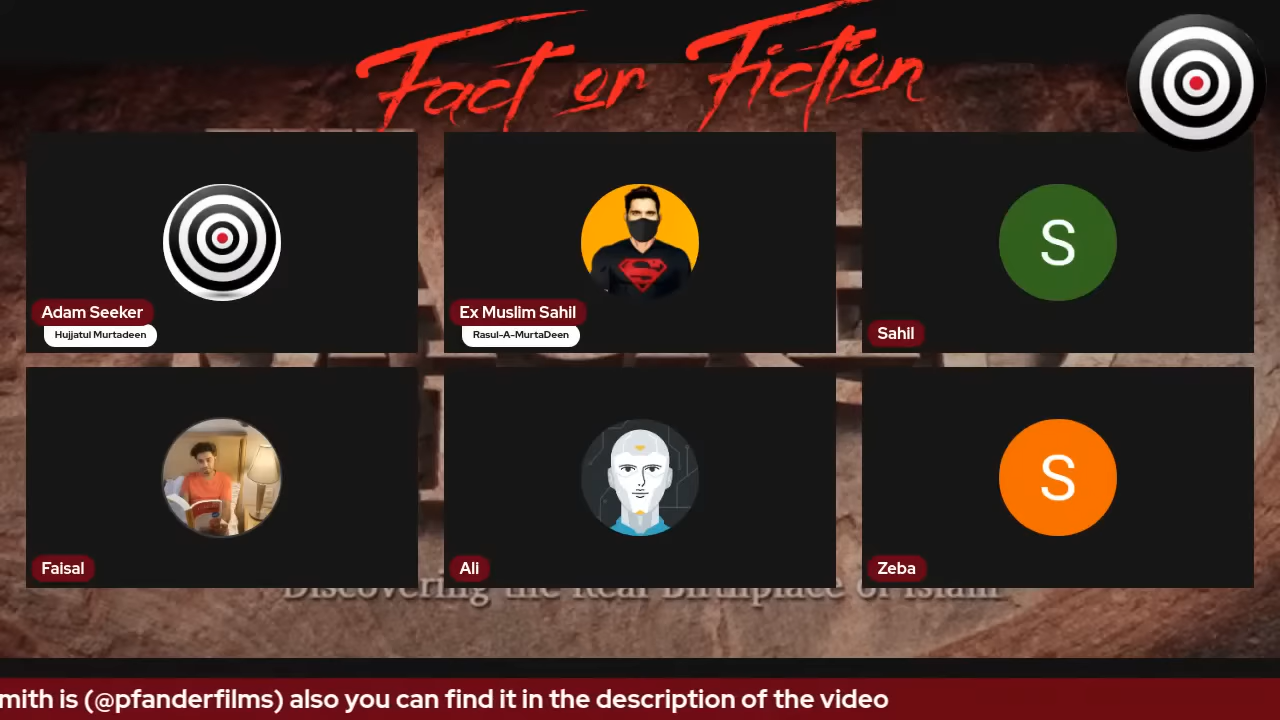 Fact or Fiction
Adam Seeker
Hujjatul Murtadeen
Ex Muslim Sahil
Rasul-A-MurtaDeen
S
Sahil
Faisal
Ali
S
Zeba
Discovering the Real Birthplace of Islam
mith is (@pfanderfilms) also you can find it in the description of the video